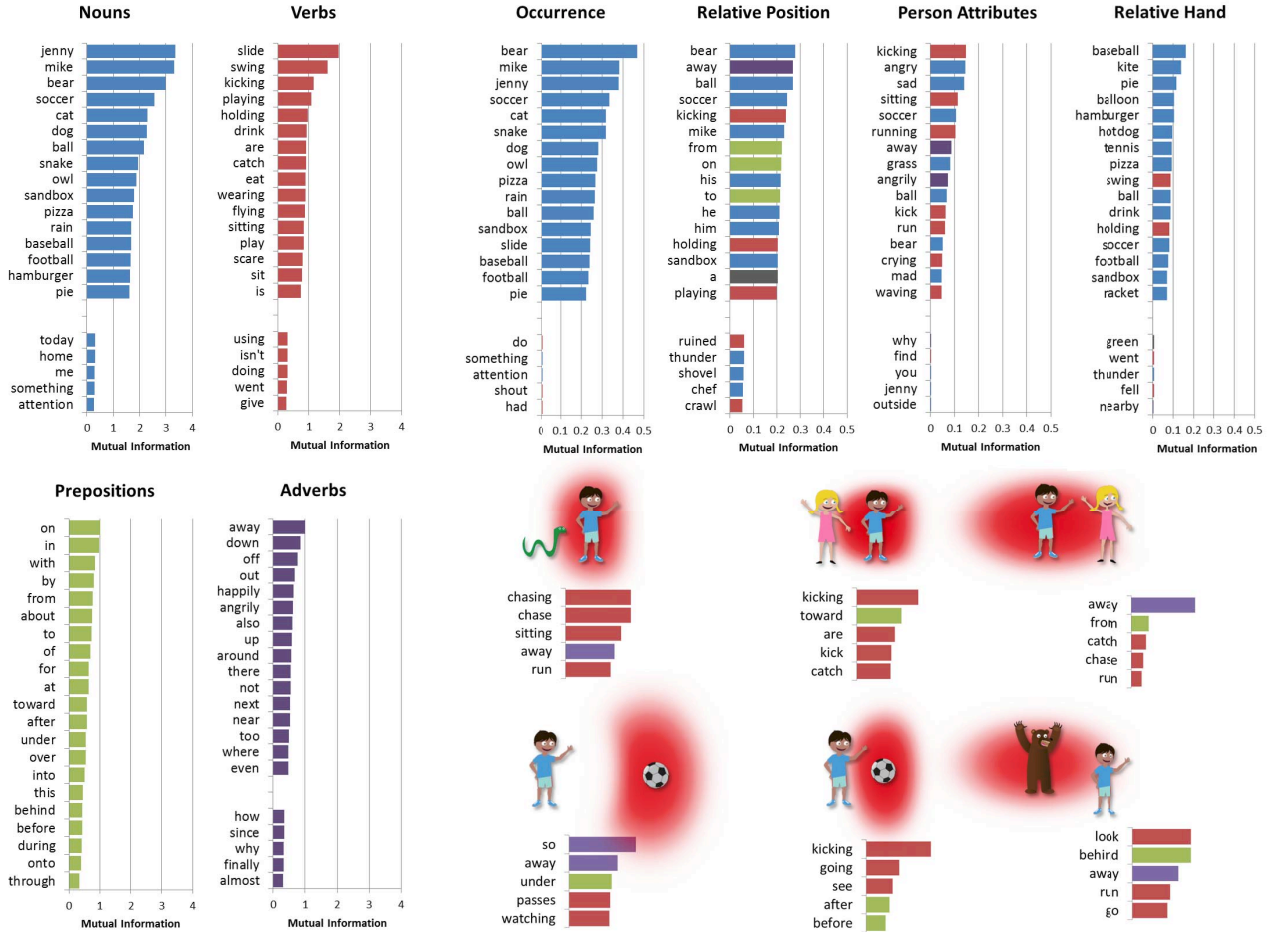 Nouns
jenny
mike
bear
soccer
cat
dog
ball
snake
owl
sandbox
pizza
rain
baseball
football
hamburger
pie
today
home
me
something
attention
0 1 2 3 4
Mutual Information
Verbs
slide
swing
kicking
playing
holding
drink
are
catch
eat
wearing
flying
sitting
play
scare
sit
is
using
isn't
doing
went
give
0 1 2 3 4
Mutual Information
Occurrence
bear
mike
jenny
soccer
cat
snake
dog
owl
pizza
rain
ball
sandbox
slide
baseball
football
pie
do
something
attention
shout
had
0 0.1 0.2 0.3 0.4 0.5
Mutual Information
Relative Position
bear
away
ball
soccer
kicking
mike
from
on
his
to
he
him
holding
sandbox
a
playing
ruined
thunder
shovel
chef
crawl
0 0.1 0.2 0.3 0.4 0.5
Mutual Information
Person Attributes
kicking
angry
sad
sitting
soccer
running
away
grass
angrily
ball
kick
run
bear
crying
mad
waving
why
find
you
jenny
outside
0 0.1 0.2 0.3 0.4 0.5
Mutual Information
Relative Hand
baseball
kite
pie
balloon
hamburger
hotdog
tennis
pizza
swing
ball
drink
holding
soccer
football
sandbox
racket
green
went
thunder
fell
nearby
0 0.1 0.2 0.3 0.4 0.5
Mutual Information
Prepositions
on
in
with
by
from
about
to
of
for
at
toward
after
under
over
into
this
behind
before
during
onto
through
0 1 2 3 4
Mutual Information
Adverbs
away
down
off
out
happily
angrily
also
up
around
there
not
next
near
too
where
even
how
since
why
finally
almost
0 1 2 3 4
Mutual Information
chasing
chase
sitting
away
run
kicking
toward
are
kick
catch
away
from
catch
chase
run
so
away
under
passes
watching
kicking
going
see
after
before
look
behind
away
run
go